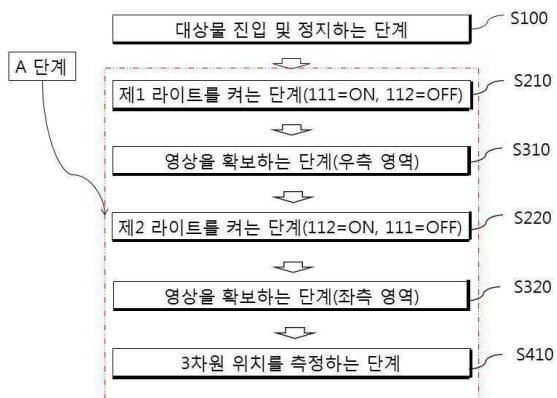 대상물 진입 및 정지하는 단계
S100
A 단계
제1 라이트를 켜는 단계(111=ON, 112=OFF)
S210
영상을 확보하는 단계(우측 영역)
S310
제2 라이트를 켜는 단계(112=ON, 111=OFF)
S220
영상을 확보하는 단계(좌측 영역)
S320
3차원 위치를 측정하는 단계
S410